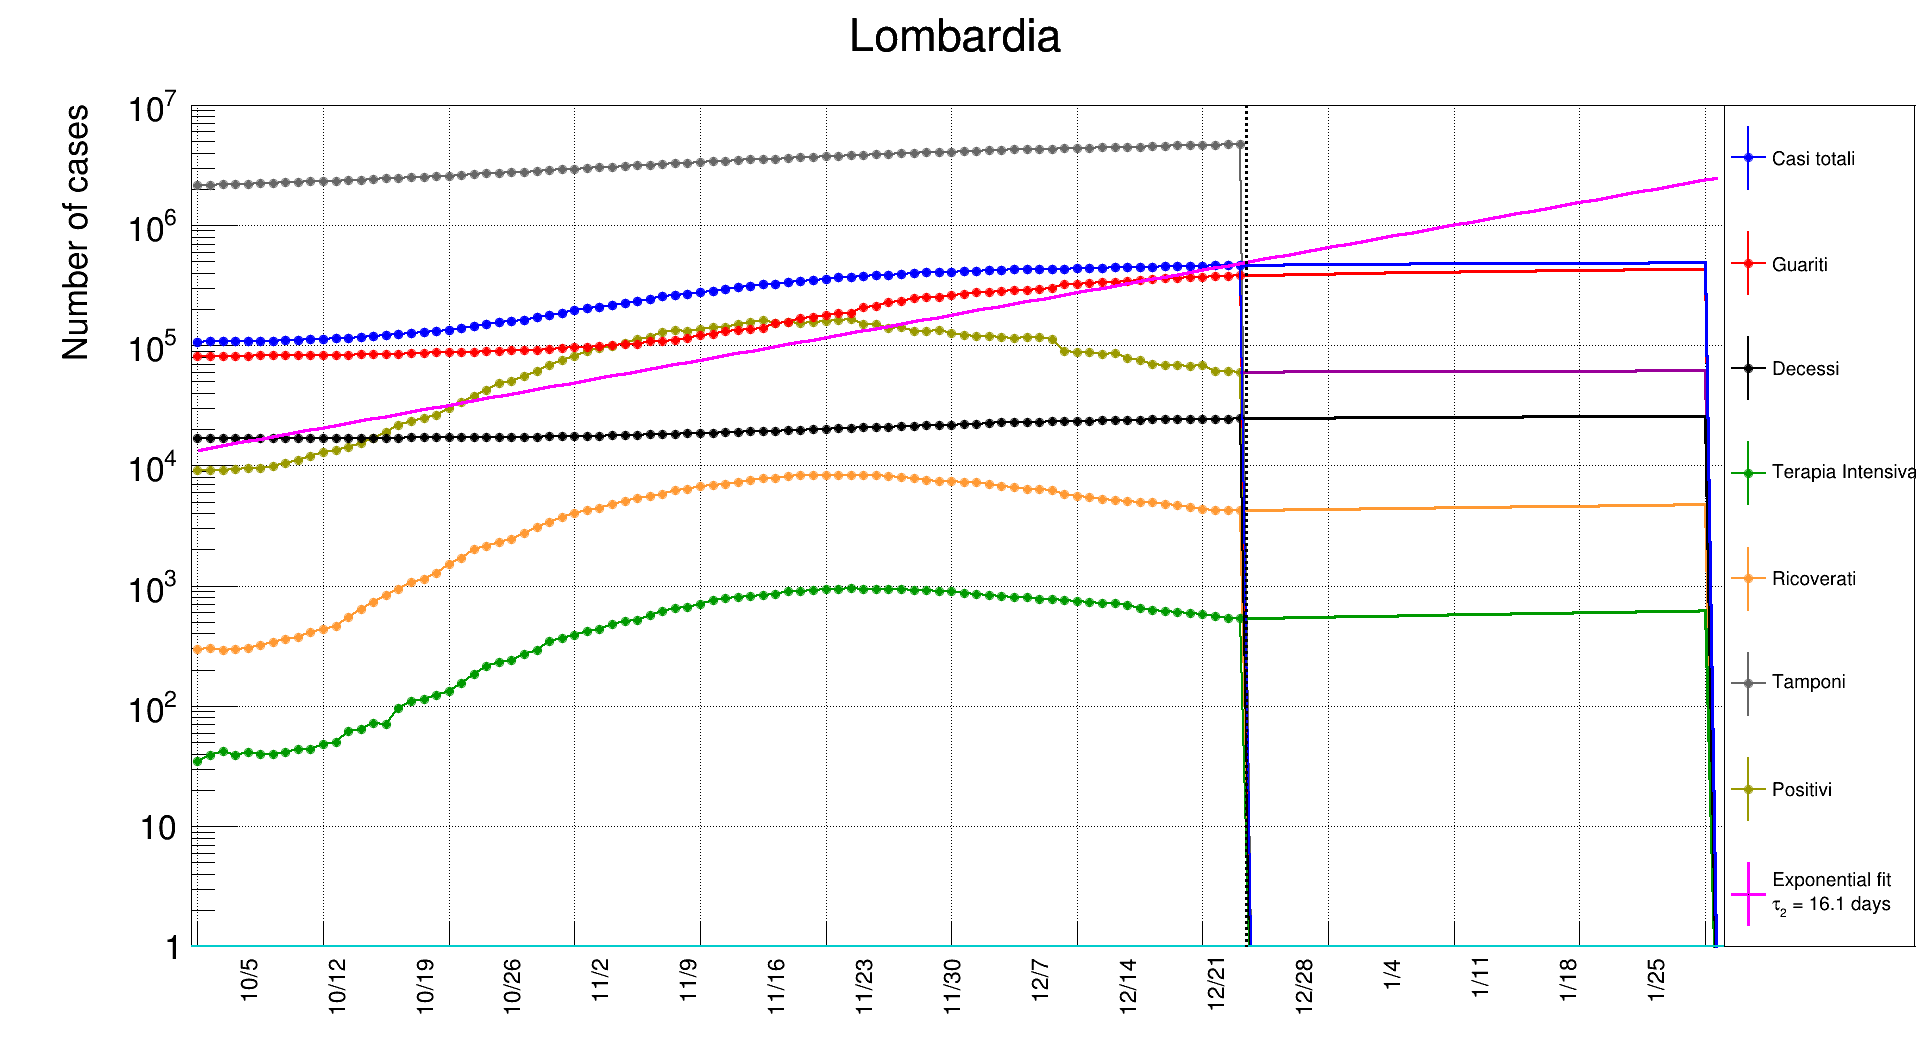 Lombardia
Number of cases
10^7
10^6
10^5
10^4
10^3
10^2
10
1
10/5
10/12
10/19
10/26
11/2
11/9
11/16
11/23
11/30
12/7
12/14
12/21
12/28
1/4
1/11
1/18
1/25
Casi totali
Guariti
Decessi
Terapia Intensiva
Ricoverati
Tamponi
Positivi
Exponential fit
τ_2 = 16.1 days